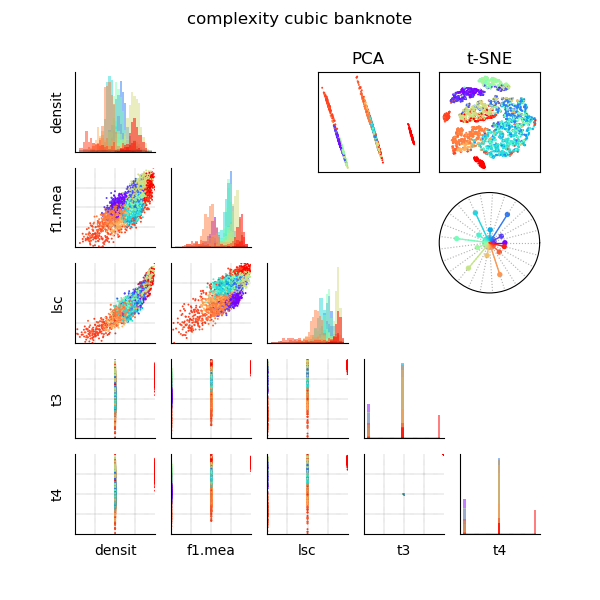 complexity cubic banknote
PCA
t-SNE
densit
f1.mea
lsc
t3
t4
densit
f1.mea
lsc
t3
t4